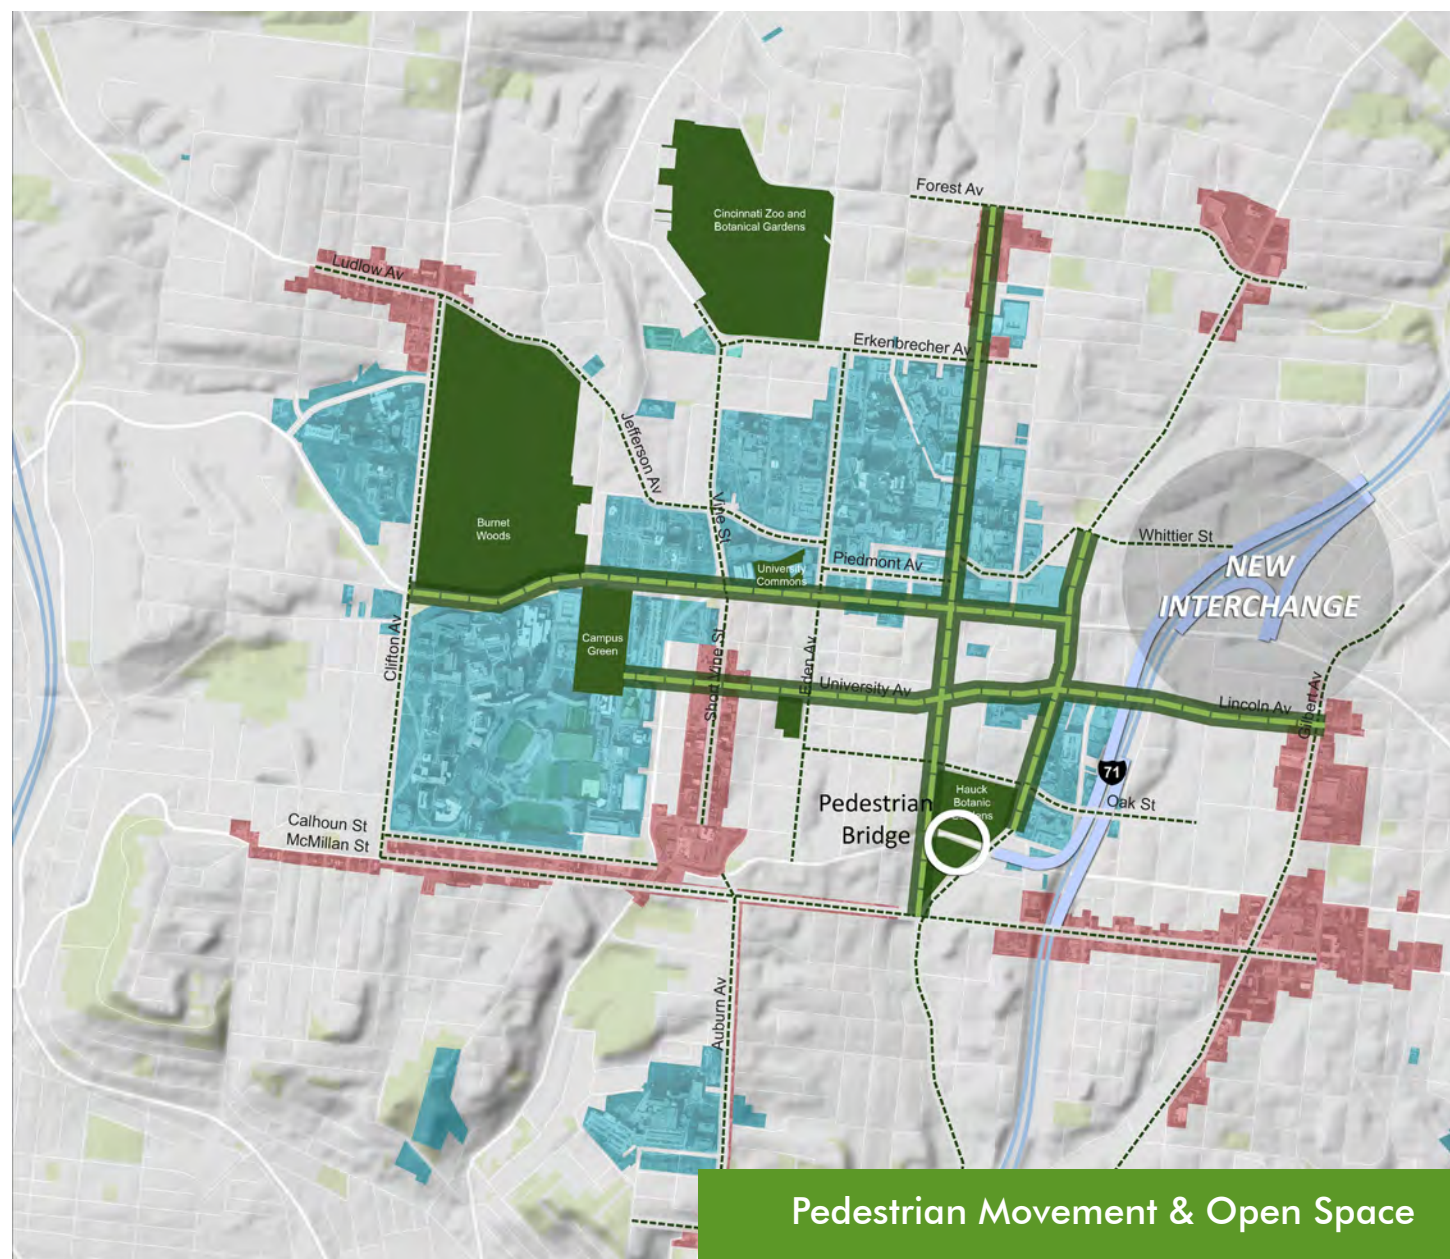 Forest Av
Cincinnati Zoo and
Botanical Gardens
Ludlow Av
Erkenbrecher Av
Jefferson Av
Vine St
Burnet
Woods
Whittier St
Piedmont Av
University
Commons
NEW
INTERCHANGE
Clifton Av
Campus
Green
Short Vine St
Eden Av
University Av
Lincoln Av
Gilbert Av
71
Hauck
Botanic
Gardens
Oak St
Pedestrian
Bridge
Calhoun St
McMillan St
Auburn Av
Pedestrian Movement & Open Space